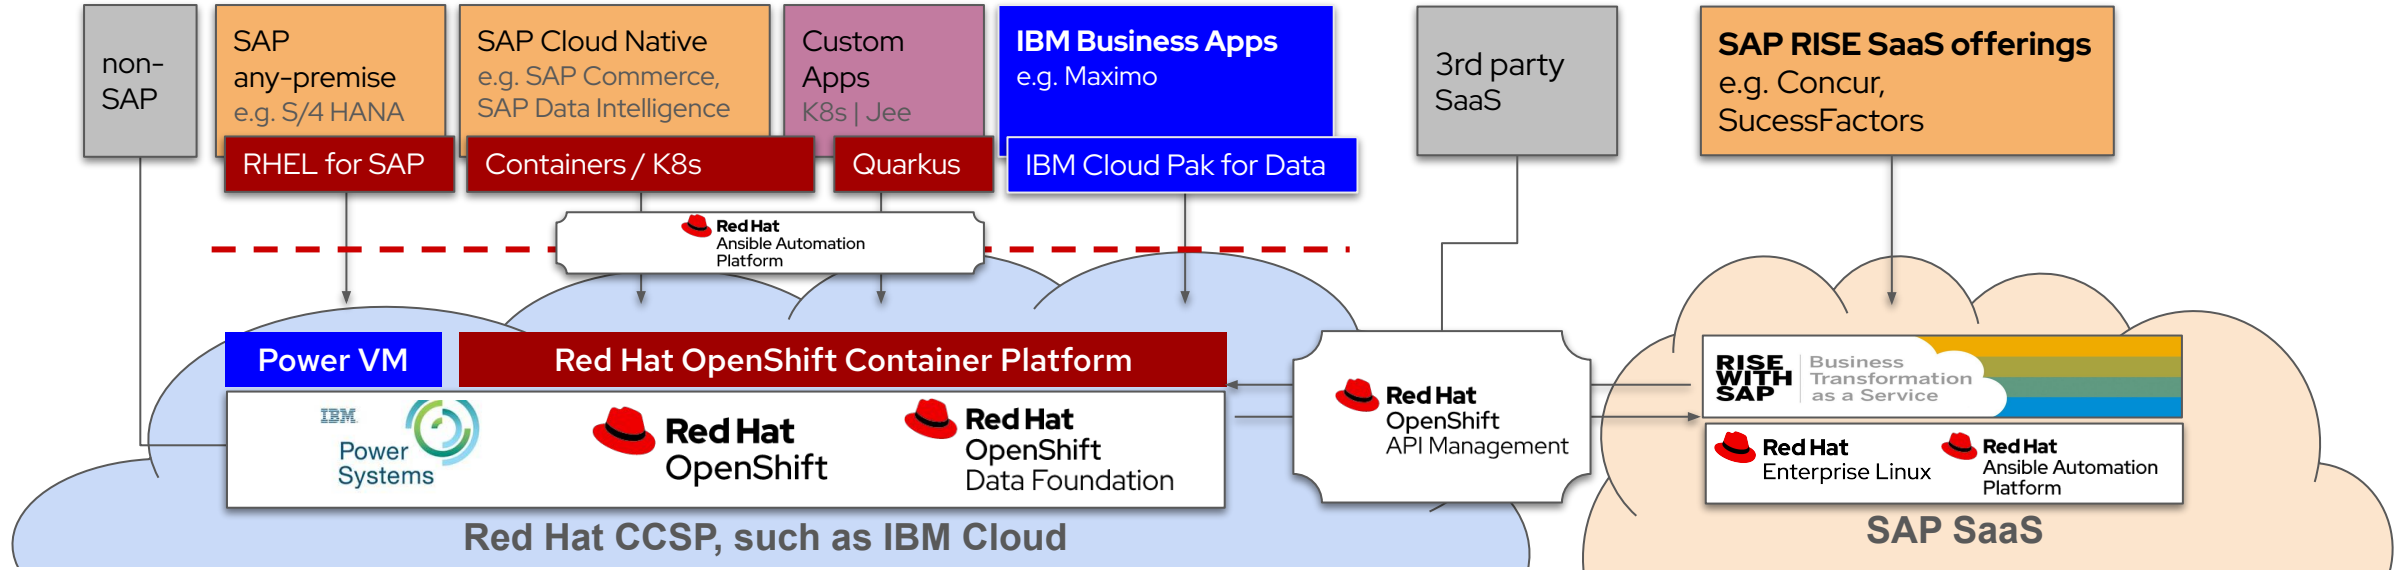 non-
SAP
SAP
any-premise
e.g. S/4 HANA
RHEL for SAP
SAP Cloud Native
e.g. SAP Commerce,
SAP Data Intelligence
Containers / K8s
Custom
Apps
K8s | Jee
Quarkus
IBM Business Apps
e.g. Maximo
IBM Cloud Pak for Data
3rd party
SaaS
SAP RISE SaaS offerings
e.g. Concur,
SucessFactors
Red Hat
Ansible Automation
Platform
Power VM
Red Hat OpenShift Container Platform
IBM
Power
Systems
Red Hat
OpenShift
Red Hat
OpenShift
Data Foundation
Red Hat
OpenShift
API Management
RISE
WITH
SAP
Business
Transformation
as a Service
Red Hat
Enterprise Linux
Red Hat
Ansible Automation
Platform
Red Hat CCSP, such as IBM Cloud
SAP SaaS